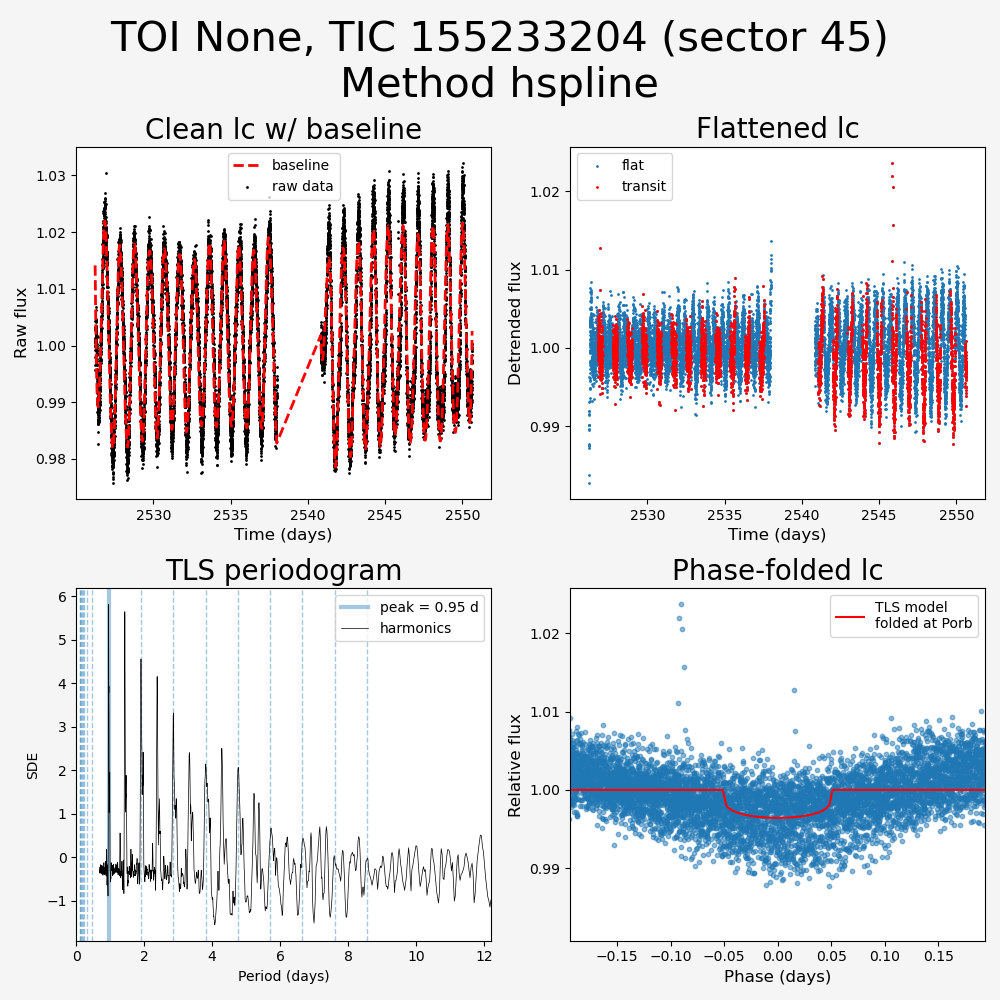 TOI None, TIC 155233204 (sector 45)
Method hspline
Clean lc w/ baseline
baseline
raw data
1.03
1.02
1.01
1.00
0.99
0.98
Raw flux
2530
2535
2540
2545
2550
Time (days)
Flattened lc
flat
transit
1.02
1.01
1.00
0.99
Detrended flux
2530
2535
2540
2545
2550
Time (days)
TLS periodogram
peak = 0.95 d
harmonics
6
5
4
3
2
1
0
−1
SDE
0
2
4
6
8
10
12
Period (days)
Phase-folded lc
TLS model
folded at Porb
1.02
1.01
1.00
0.99
Relative flux
−0.15
−0.10
−0.05
0.00
0.05
0.10
0.15
Phase (days)